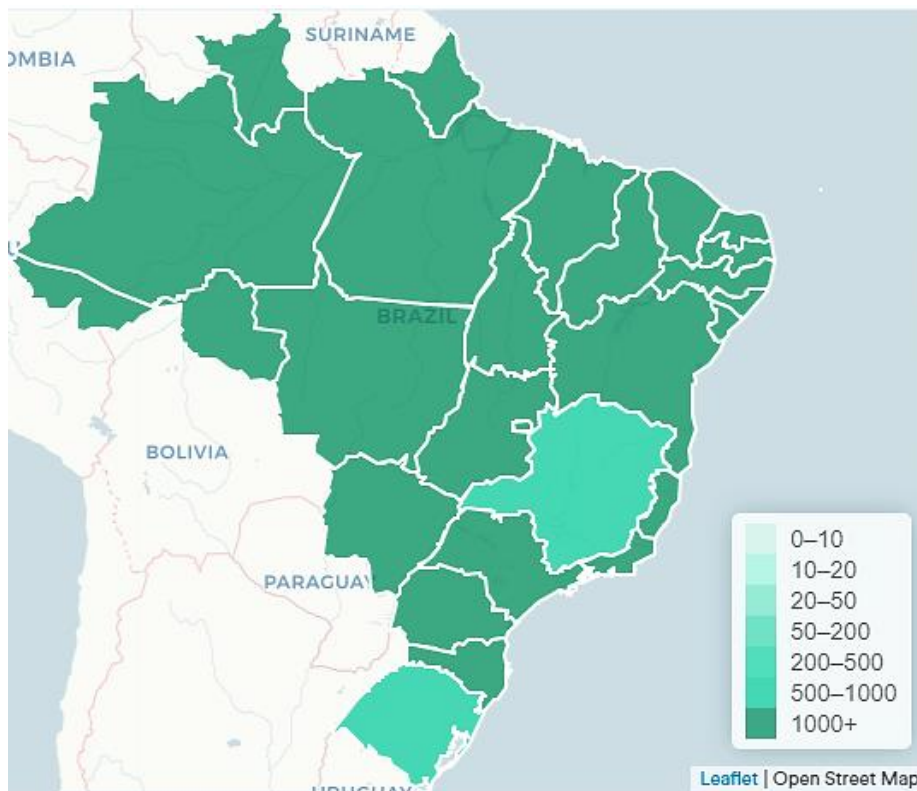 SURINAME
OMBIA
BRAZIL
BOLIVIA
PARAGUAY
0–10
10–20
20–50
50–200
200–500
500–1000
1000+
URUGUAY
Leaflet | Open Street Map